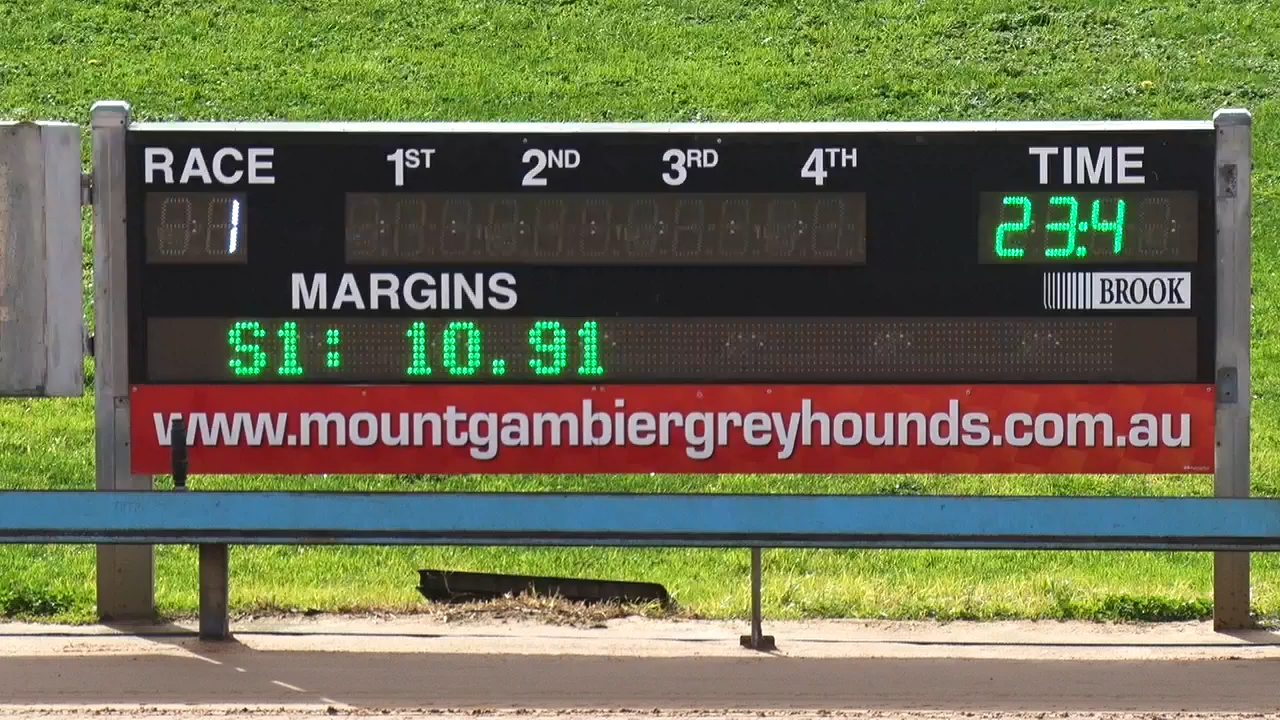 RACE 1ST 2ND 3RD 4TH TIME
1 23:4
MARGINS BROOK
S1: 10.91
www.mountgambiergreyhounds.com.au